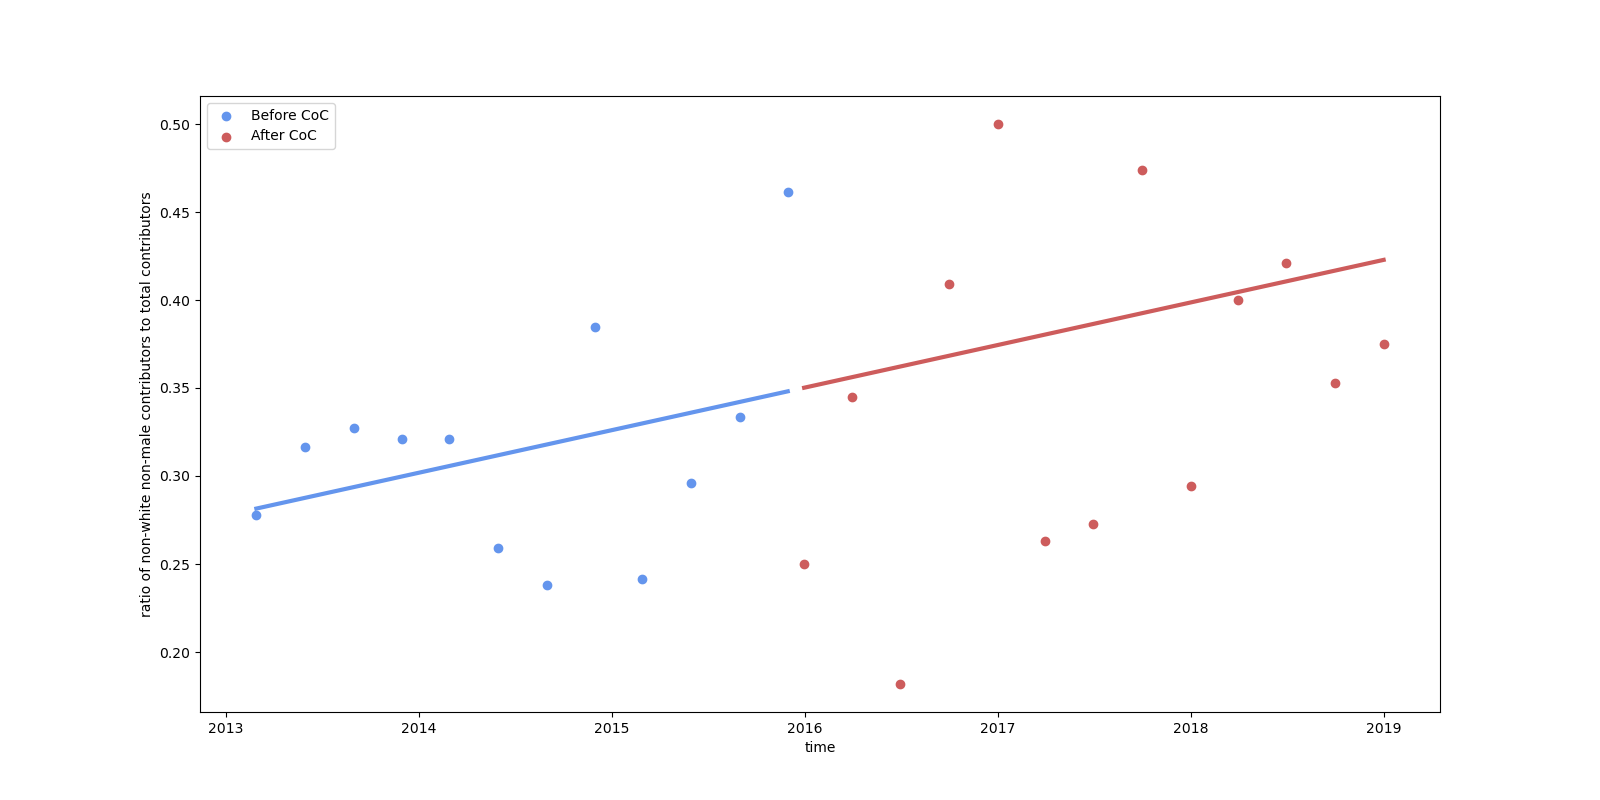 Before CoC
After CoC
ratio of non-white non-male contributors to total contributors
0.50
0.45
0.40
0.35
0.30
0.25
0.20
2013 2014 2015 2016 2017 2018 2019
time